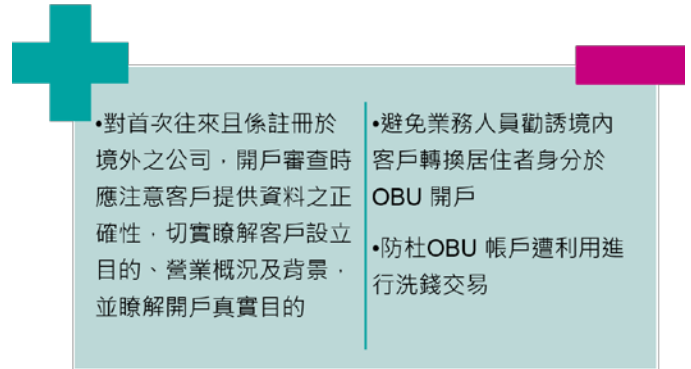 •對首次往來且係註冊於
境外之公司，開戶審查時
應注意客戶提供資料之正
確性，切實瞭解客戶設立
目的、營業概況及背景，
並瞭解開戶真實目的
•避免業務人員勸誘境內
客戶轉換居住者身分於
OBU 開戶
•防杜OBU 帳戶遭利用進
行洗錢交易